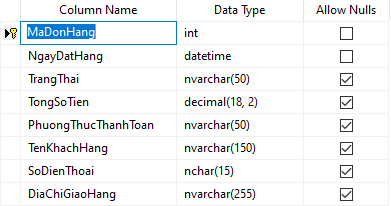 Column Name Data Type Allow Nulls
MaDonHang int
NgayDatHang datetime
TrangThai nvarchar(50)
TongSoTien decimal(18, 2)
PhuongThucThanhToan nvarchar(50)
TenKhachHang nvarchar(150)
SoDienThoai nchar(15)
DiaChiGiaoHang nvarchar(255)